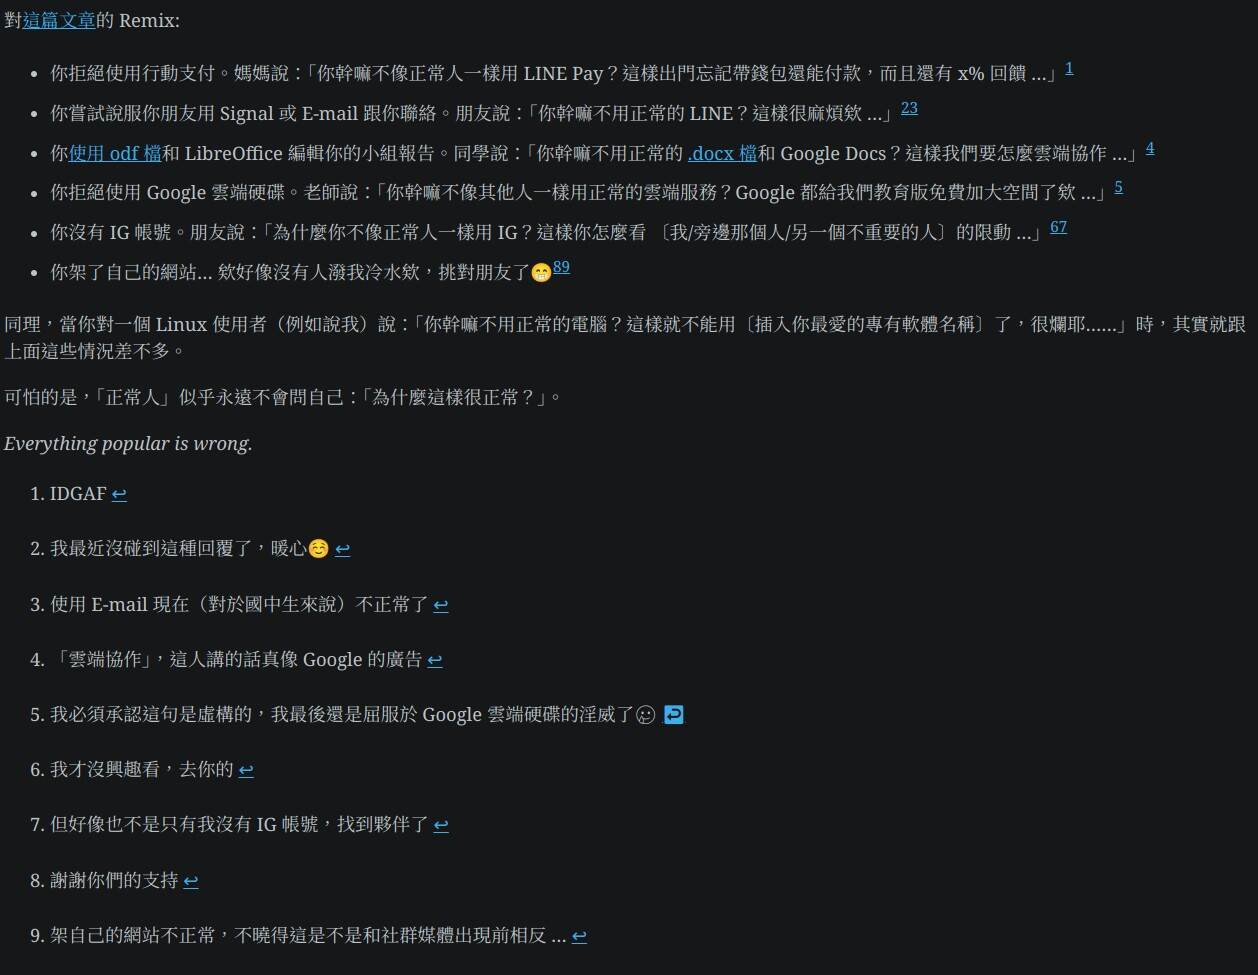 對這篇文章的 Remix:
• 你拒絕使用行動支付。媽媽說：「你幹嘛不像正常人一樣用 LINE Pay？這樣出門忘記帶錢包還能付款，而且還有 x% 回饋 ...」1
• 你嘗試說服你朋友用 Signal 或 E-mail 跟你聯絡。朋友說：「你幹嘛不用正常的 LINE？這樣很麻煩欸 ...」23
• 你使用 odf 檔和 LibreOffice 編輯你的小組報告。同學說：「你幹嘛不用正常的 .docx 檔和 Google Docs？這樣我們要怎麼雲端協作 ...」4
• 你拒絕使用 Google 雲端硬碟。老師說：「你幹嘛不像其他人一樣用正常的雲端服務？Google 都給我們教育版免費加大空間了欸 ...」5
• 你沒有 IG 帳號。朋友說：「為什麼你不像正常人一樣用 IG？這樣你怎麼看 〔我/旁邊那個人/另一個不重要的人〕的限動 ...」67
• 你架了自己的網站... 欸好像沒有人潑我冷水欸，挑對朋友了😁89
同理，當你對一個 Linux 使用者（例如說我）說：「你幹嘛不用正常的電腦？這樣就不能用〔插入你最愛的專有軟體名稱〕了，很爛耶......」時，其實就跟
上面這些情況差不多。
可怕的是，「正常人」似乎永遠不會問自己：「為什麼這樣很正常？」。
Everything popular is wrong.
1. IDGAF ↩
2. 我最近沒碰到這種回覆了，暖心☺️ ↩
3. 使用 E-mail 現在（對於國中生來說）不正常了 ↩
4. 「雲端協作」，這人講的話真像 Google 的廣告 ↩
5. 我必須承認這句是虛構的，我最後還是屈服於 Google 雲端硬碟的淫威了🥲 ↩
6. 我才沒興趣看，去你的 ↩
7. 但好像也不是只有我沒有 IG 帳號，找到夥伴了 ↩
8. 謝謝你們的支持 ↩
9. 架自己的網站不正常，不曉得這是不是和社群媒體出現前相反 ... ↩